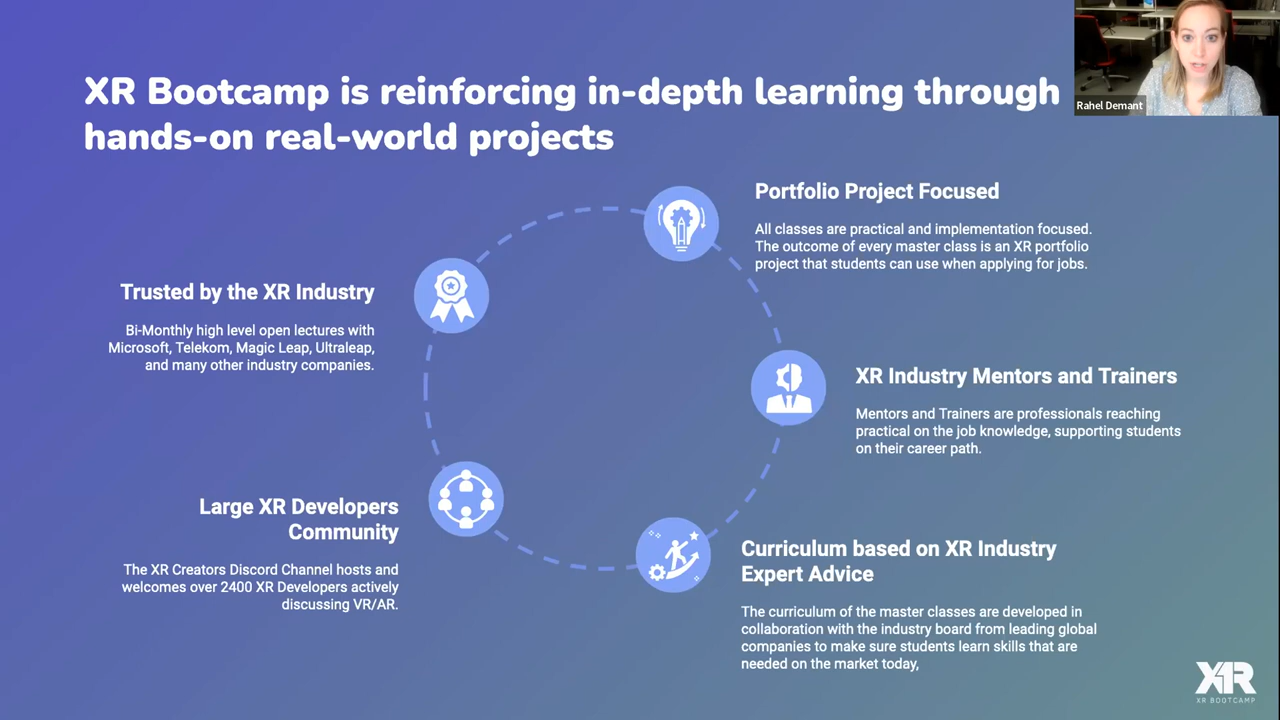 XR Bootcamp is reinforcing in-depth learning through
hands-on real-world projects
Rahel Demant
Portfolio Project Focused
All classes are practical and implementation focused.
The outcome of every master class is an XR portfolio
project that students can use when applying for jobs.
Trusted by the XR Industry
Bi-Monthly high level open lectures with
Microsoft, Telekom, Magic Leap, Ultraleap,
and many other industry companies.
XR Industry Mentors and Trainers
Mentors and Trainers are professionals reaching
practical on the job knowledge, supporting students
on their career path.
Large XR Developers
Community
The XR Creators Discord Channel hosts and
welcomes over 2400 XR Developers actively
discussing VR/AR.
Curriculum based on XR Industry
Expert Advice
The curriculum of the master classes are developed in
collaboration with the industry board from leading global
companies to make sure students learn skills that are
needed on the market today,
XR
XR BOOTCAMP